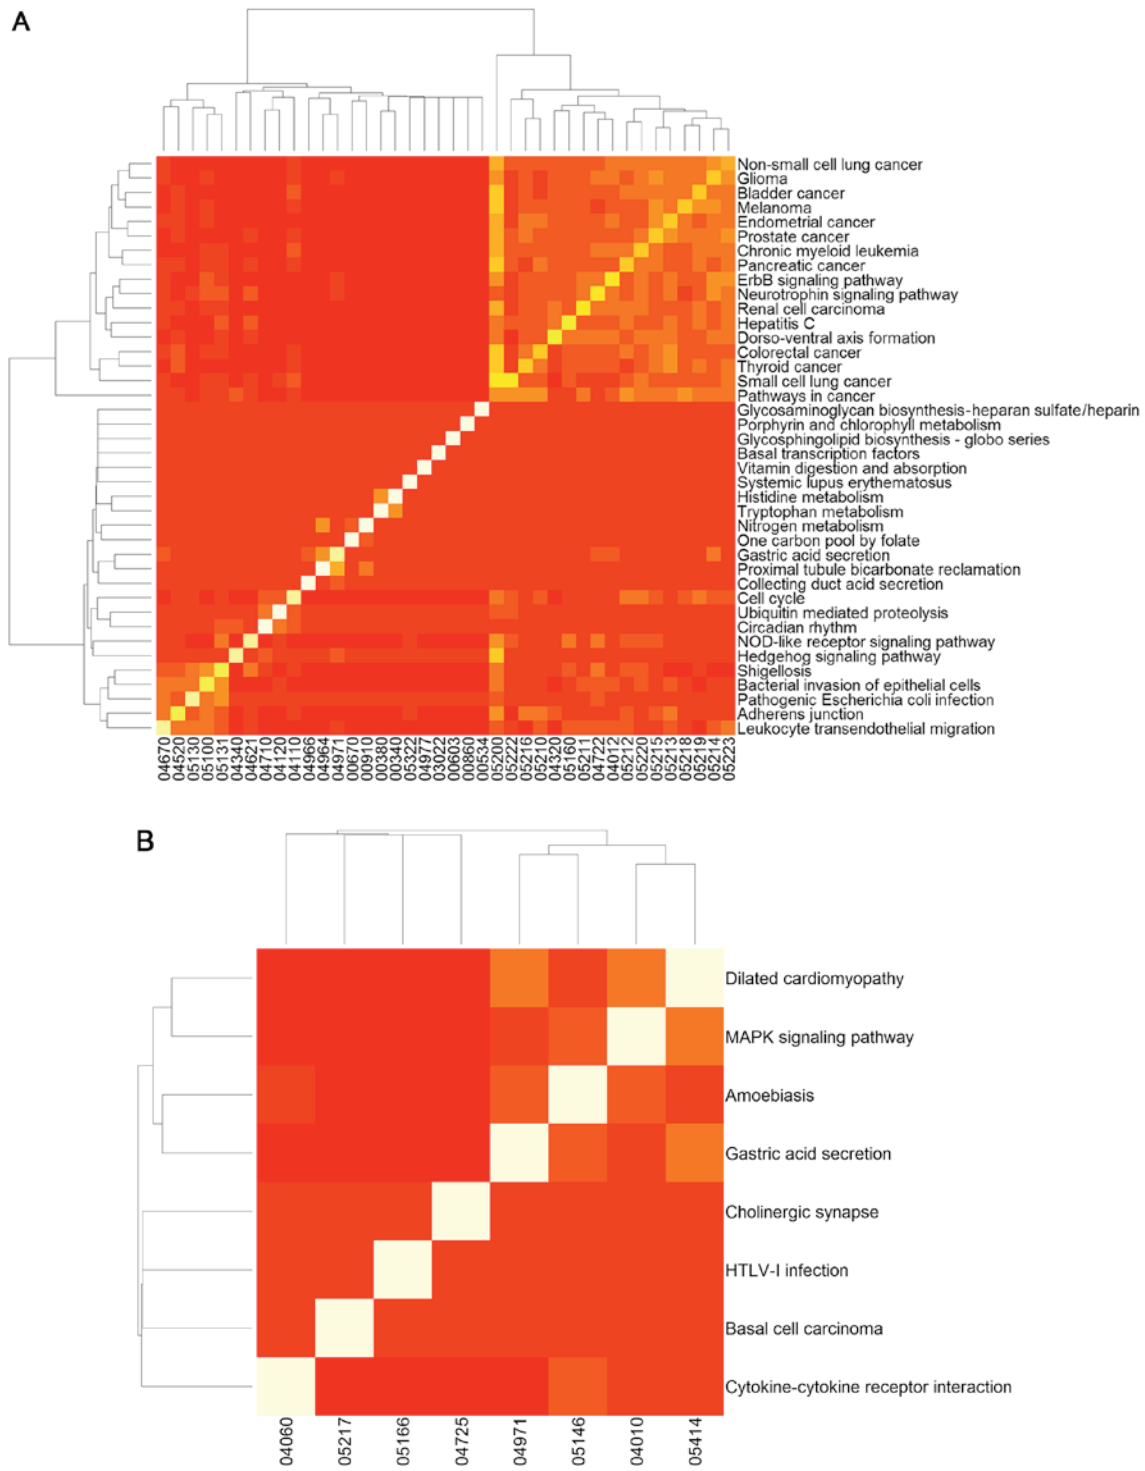 A
Non-small cell lung cancer
Glioma
Bladder cancer
Melanoma
Endometrial cancer
Prostate cancer
Chronic myeloid leukemia
Pancreatic cancer
ErbB signaling pathway
Neurotrophin signaling pathway
Renal cell carcinoma
Hepatitis C
Dorso-ventral axis formation
Colorectal cancer
Thyroid cancer
Small cell lung cancer
Pathways in cancer
Glycosaminoglycan biosynthesis-heparan sulfate/heparin
Porphyrin and chlorophyll metabolism
Glycosphingolipid biosynthesis - globo series
Basal transcription factors
Vitamin digestion and absorption
Systemic lupus erythematosus
Histidine metabolism
Tryptophan metabolism
Nitrogen metabolism
One carbon pool by folate
Gastric acid secretion
Proximal tubule bicarbonate reclamation
Collecting duct acid secretion
Cell cycle
Ubiquitin mediated proteolysis
Circadian rhythm
NOD-like receptor signaling pathway
Hedgehog signaling pathway
Shigellosis
Bacterial invasion of epithelial cells
Pathogenic Escherichia coli infection
Adherens junction
Leukocyte transendothelial migration
04670
04520
05130
05100
05131
04340
04621
04710
04120
04110
04966
04964
04971
00670
00910
00380
00340
05322
04977
03022
00603
00860
00534
05200
05222
05216
05210
04320
05160
05211
04722
04012
05212
05220
05215
05213
05218
05219
05214
05223
B
Dilated cardiomyopathy
MAPK signaling pathway
Amoebiasis
Gastric acid secretion
Cholinergic synapse
HTLV-I infection
Basal cell carcinoma
Cytokine-cytokine receptor interaction
04060
05217
05166
04725
04971
05146
04010
05414